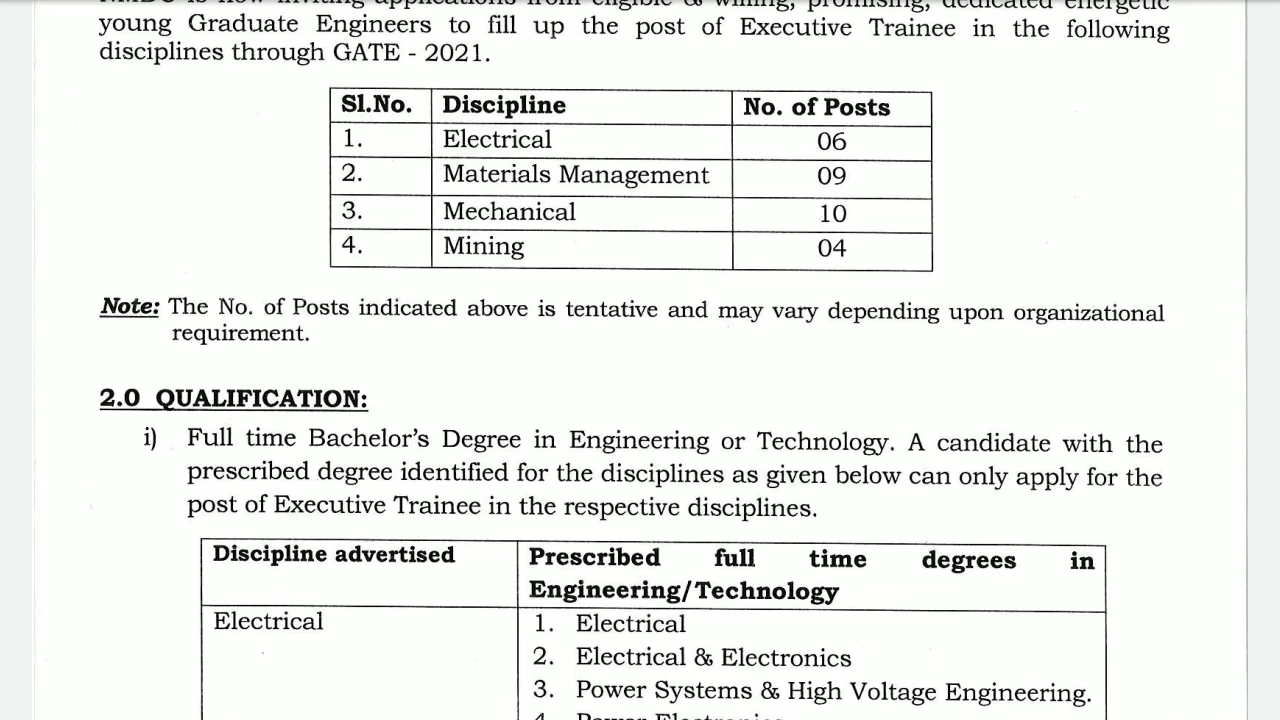 young Graduate Engineers to fill up the post of Executive Trainee in the following
disciplines through GATE - 2021.
Sl.No. Discipline No. of Posts
1. Electrical 06
2. Materials Management 09
3. Mechanical 10
4. Mining 04
Note: The No. of Posts indicated above is tentative and may vary depending upon organizational
requirement.
2.0 QUALIFICATION:
i) Full time Bachelor's Degree in Engineering or Technology. A candidate with the
prescribed degree identified for the disciplines as given below can only apply for the
post of Executive Trainee in the respective disciplines.
Discipline advertised Prescribed full time degrees in
Engineering/Technology
Electrical 1. Electrical
2. Electrical & Electronics
3. Power Systems & High Voltage Engineering.